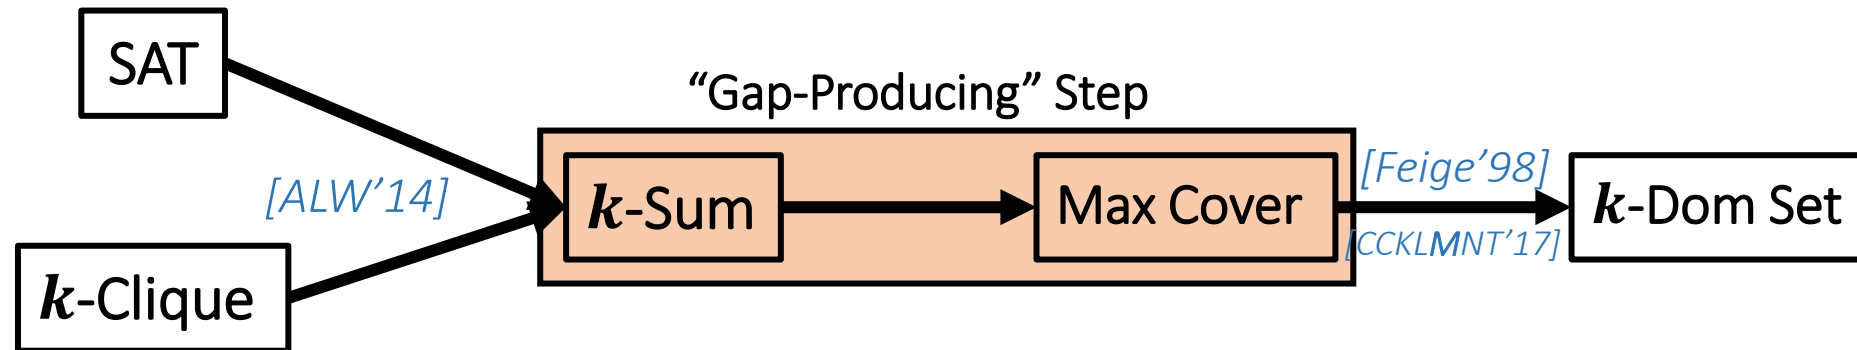 SAT
“Gap-Producing” Step
[ALW’14]
k-Sum
Max Cover
[Feige’98]
[CCKLMNT’17]
k-Dom Set
k-Clique